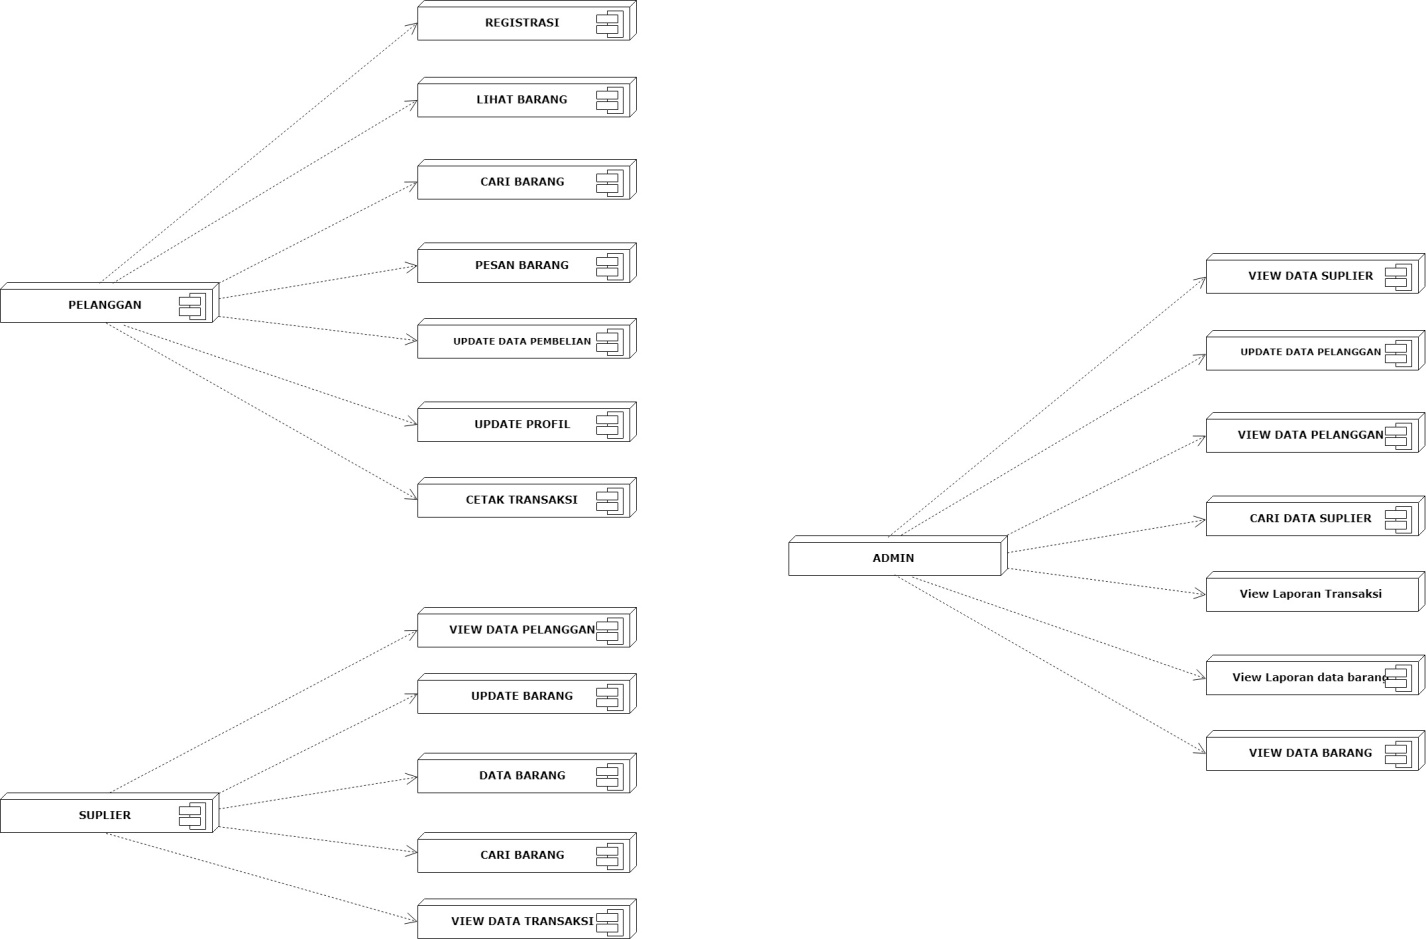 REGISTRASI
LIHAT BARANG
CARI BARANG
PESAN BARANG
PELANGGAN
UPDATE DATA PEMBELIAN
UPDATE PROFIL
CETAK TRANSAKSI
VIEW DATA PELANGGAN
UPDATE BARANG
DATA BARANG
SUPLIER
CARI BARANG
VIEW DATA TRANSAKSI
VIEW DATA SUPLIER
UPDATE DATA PELANGGAN
VIEW DATA PELANGGAN
CARI DATA SUPLIER
ADMIN
View Laporan Transaksi
View Laporan data barang
VIEW DATA BARANG